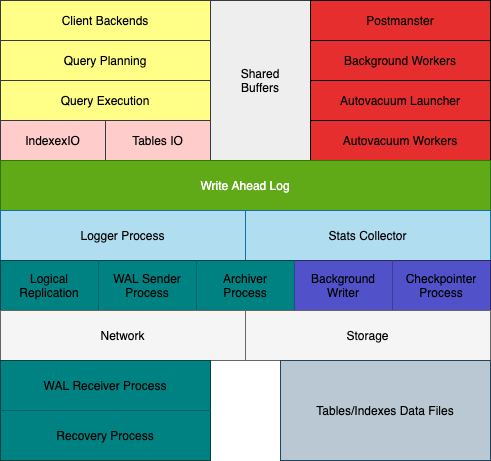 Client Backends
Query Planning
Query Execution
IndexexIO
Tables IO
Shared
Buffers
Postmanster
Background Workers
Autovacuum Launcher
Autovacuum Workers
Write Ahead Log
Logger Process
Stats Collector
Logical
Replication
WAL Sender
Process
Archiver
Process
Background
Writer
Checkpointer
Process
Network
Storage
WAL Receiver Process
Recovery Process
Tables/Indexes Data Files